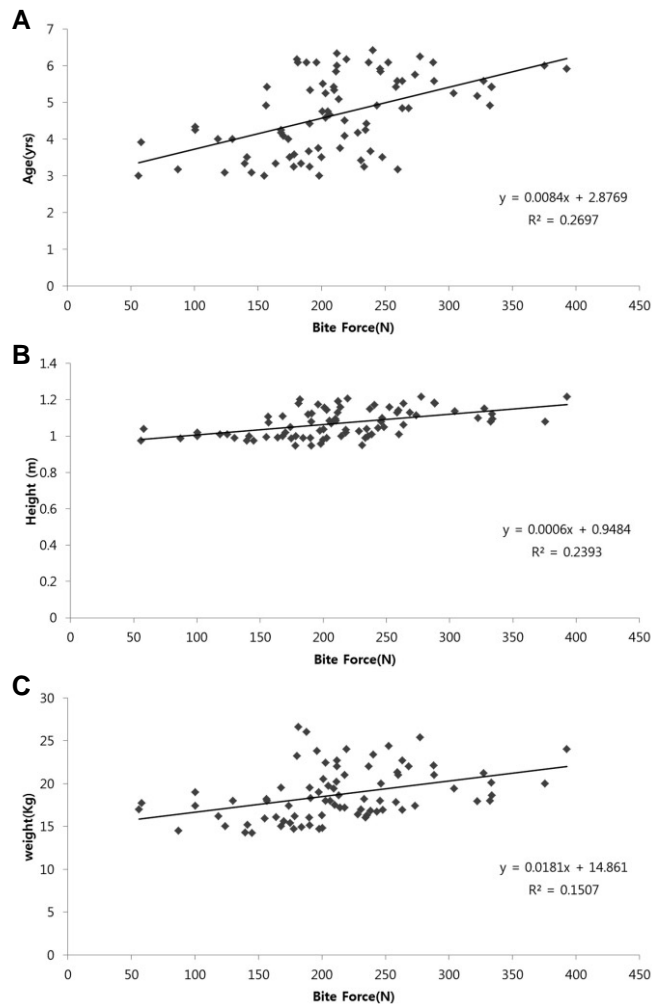 A
7
6
5
4
3
2
1
0
Age(yrs)
y = 0.0084x + 2.8769
R² = 0.2697
0 50 100 150 200 250 300 350 400 450
Bite Force(N)
B
1.4
1.2
1
0.8
0.6
0.4
0.2
0
Height (m)
y = 0.0006x + 0.9484
R² = 0.2393
0 50 100 150 200 250 300 350 400 450
Bite Force(N)
C
30
25
20
15
10
5
0
weight(Kg)
y = 0.0181x + 14.861
R² = 0.1507
0 50 100 150 200 250 300 350 400 450
Bite Force(N)